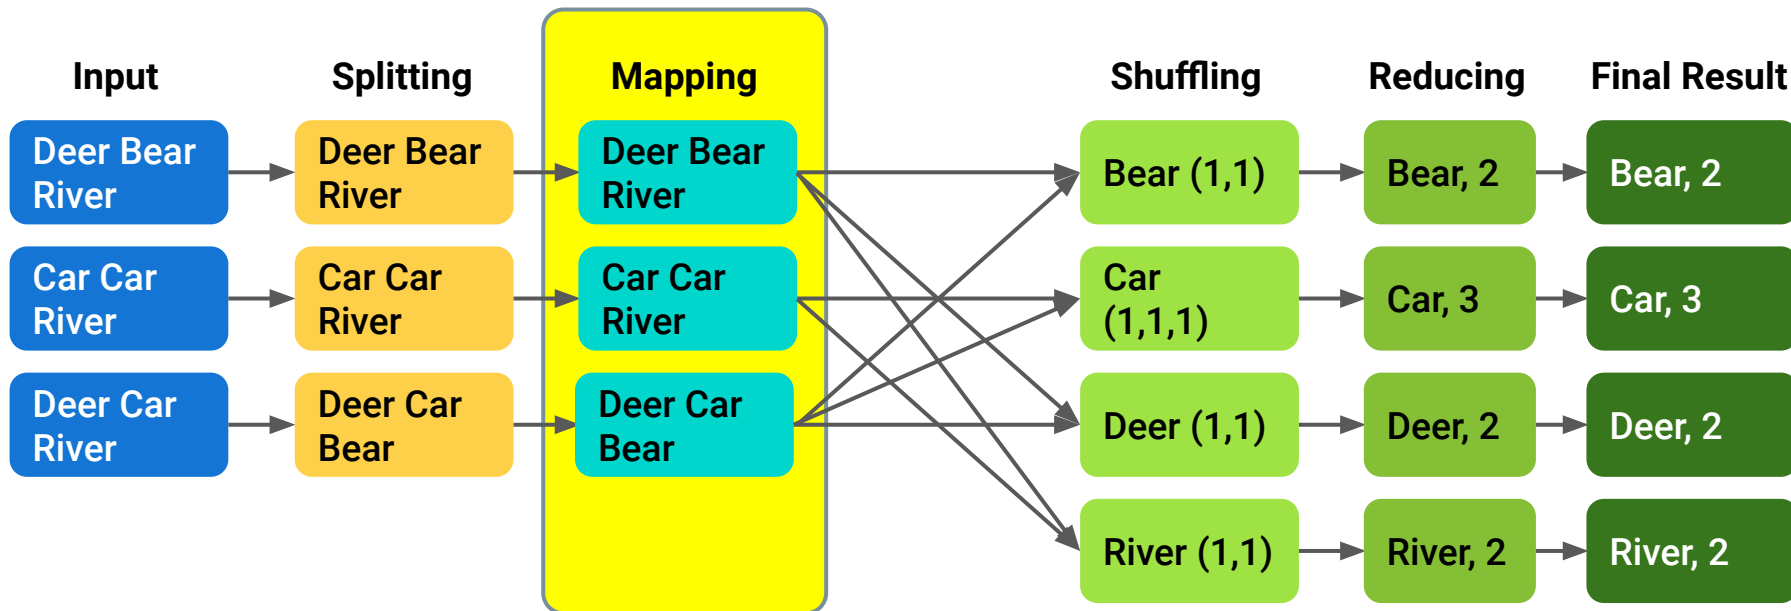 Input
Splitting
Mapping
Shuffling
Reducing
Final Result
Deer Bear
River
Deer Bear
River
Deer Bear
River
Bear (1,1)
Bear, 2
Bear, 2
Car Car
River
Car Car
River
Car Car
River
Car
(1,1,1)
Car, 3
Car, 3
Deer Car
River
Deer Car
Bear
Deer Car
Bear
Deer (1,1)
Deer, 2
Deer, 2
River (1,1)
River, 2
River, 2